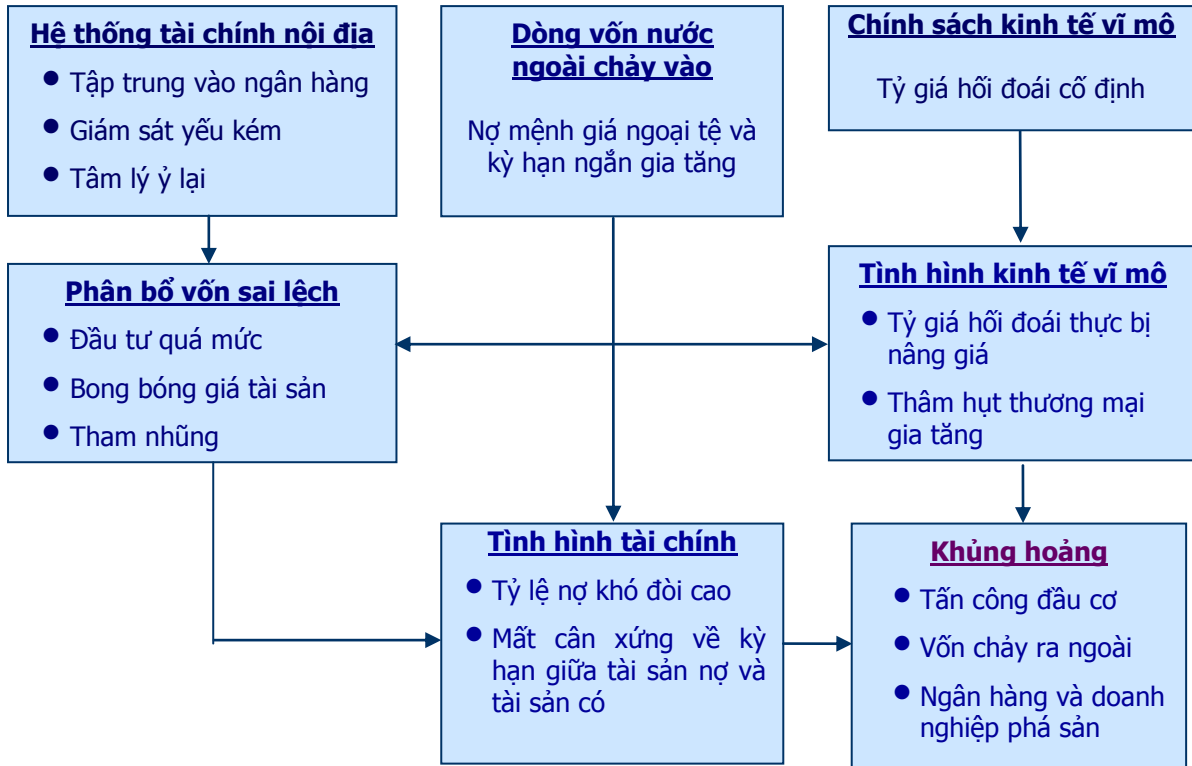 Hệ thống tài chính nội địa
• Tập trung vào ngân hàng
• Giám sát yếu kém
• Tâm lý ỷ lại
Dòng vốn nước
ngoài chảy vào
Nợ mệnh giá ngoại tệ và
kỳ hạn ngắn gia tăng
Chính sách kinh tế vĩ mô
Tỷ giá hối đoái cố định
Phân bổ vốn sai lệch
• Đầu tư quá mức
• Bong bóng giá tài sản
• Tham nhũng
Tình hình kinh tế vĩ mô
• Tỷ giá hối đoái thực bị
nâng giá
• Thâm hụt thương mại
gia tăng
Tình hình tài chính
• Tỷ lệ nợ khó đòi cao
• Mất cân xứng về kỳ
hạn giữa tài sản nợ và
tài sản có
Khủng hoảng
• Tấn công đầu cơ
• Vốn chảy ra ngoài
• Ngân hàng và doanh
nghiệp phá sản